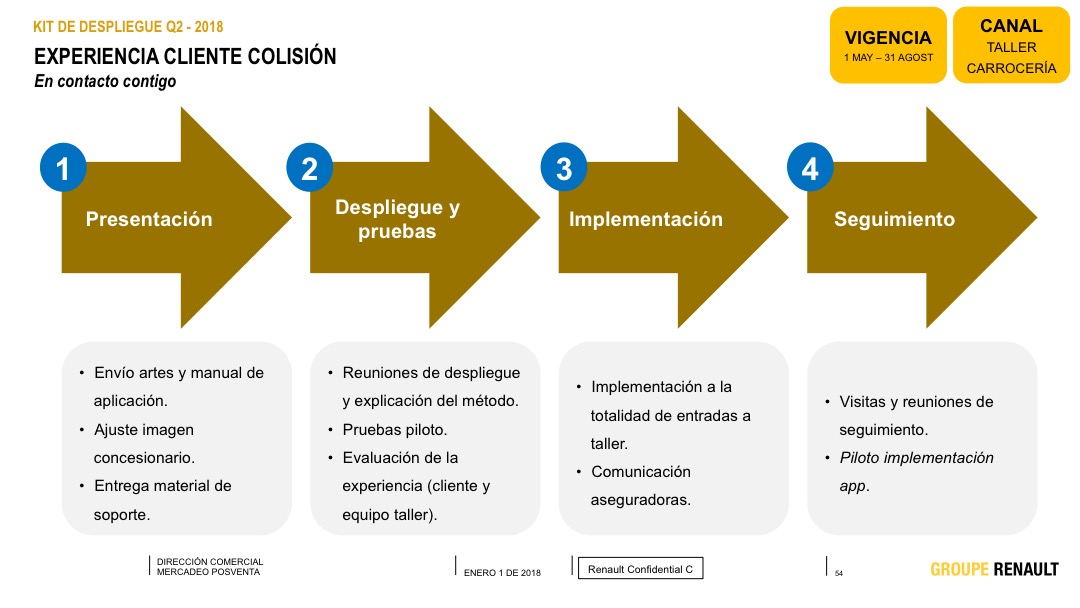 KIT DE DESPLIEGUE Q2 - 2018
EXPERIENCIA CLIENTE COLISIÓN
En contacto contigo
VIGENCIA
1 MAY – 31 AGOST
CANAL
TALLER
CARROCERÍA
1
Presentación
2
Despliegue y
pruebas
3
Implementación
4
Seguimiento
• Envío artes y manual de
aplicación.
• Ajuste imagen
concesionario.
• Entrega material de
soporte.
• Reuniones de despliegue
y explicación del método.
• Pruebas piloto.
• Evaluación de la
experiencia (cliente y
equipo taller).
• Implementación a la
totalidad de entradas a
taller.
• Comunicación
aseguradoras.
• Visitas y reuniones de
seguimiento.
• Piloto implementación
app.
DIRECCIÓN COMERCIAL
MERCADEO POSVENTA
ENERO 1 DE 2018
Renault Confidential C
54
GROUPE RENAULT